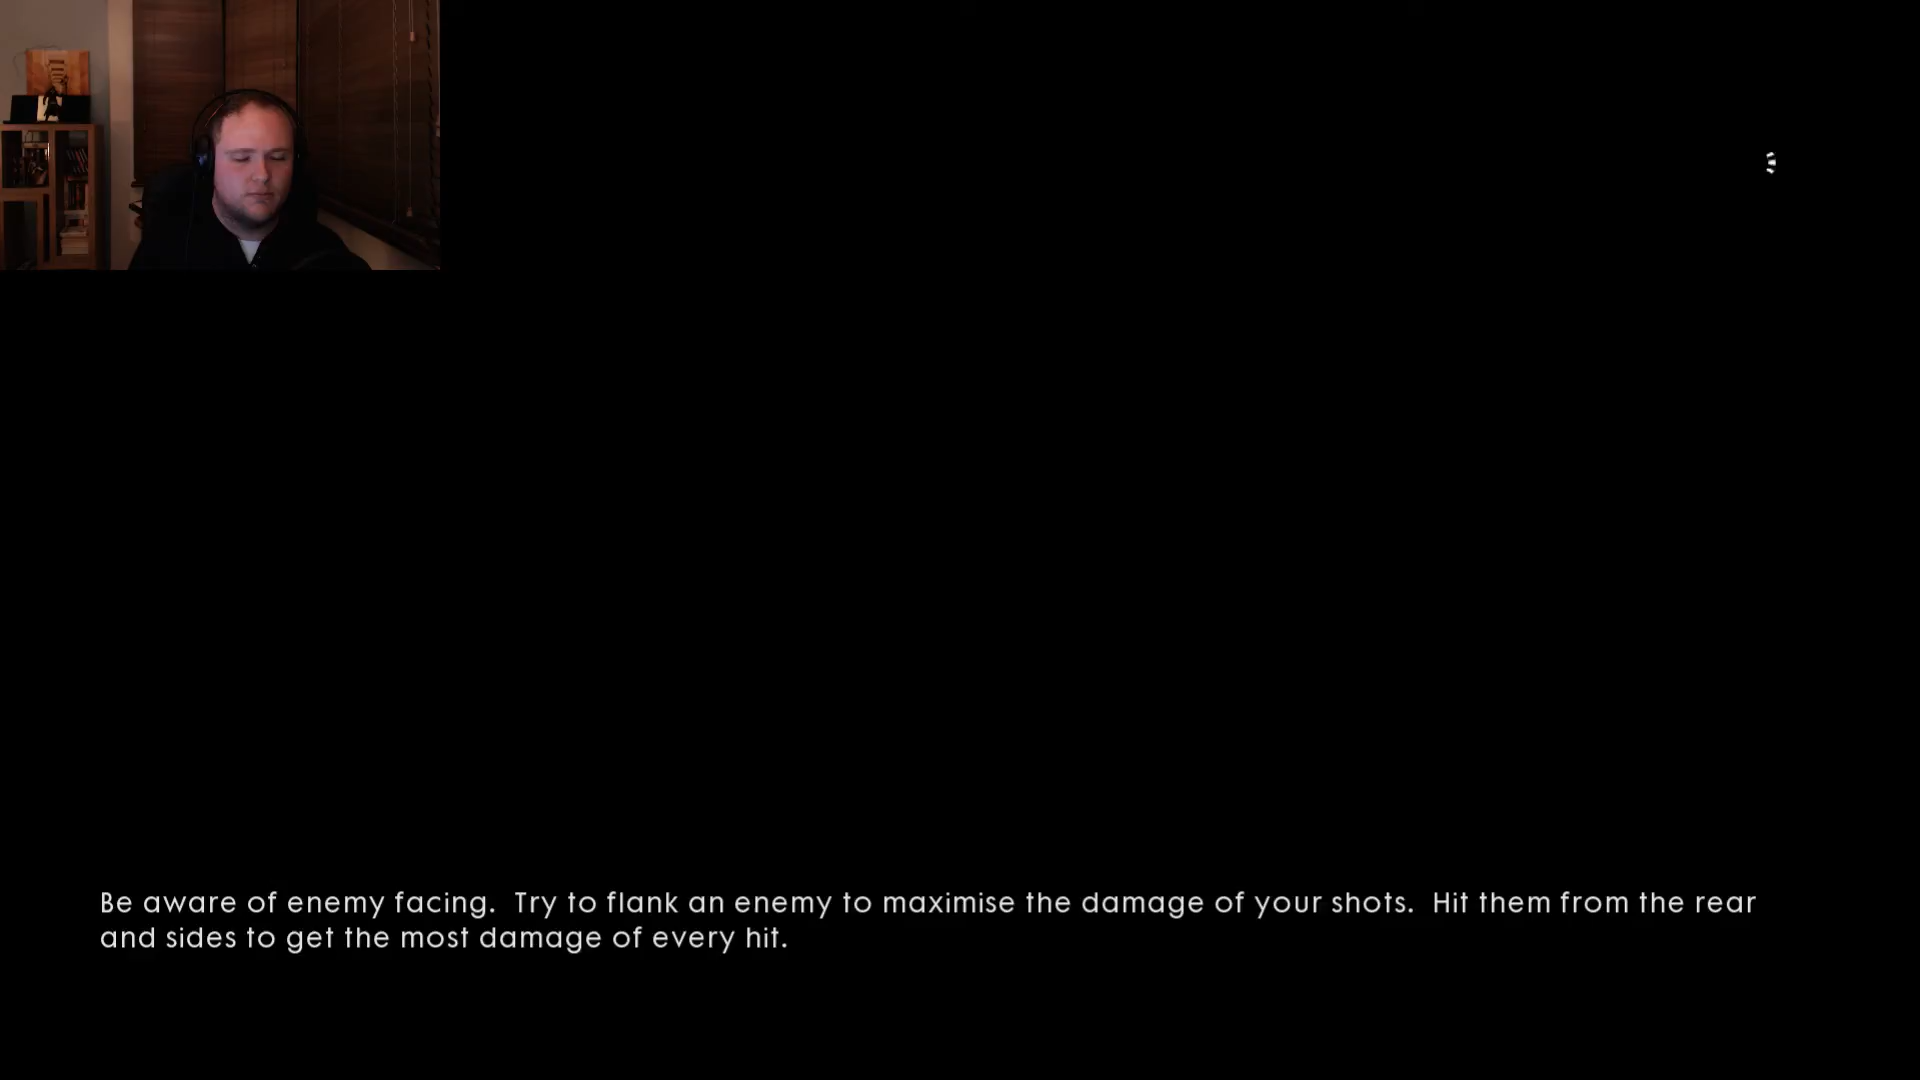 Be aware of enemy facing.  Try to flank an enemy to maximise the damage of your shots.  Hit them from the rear
and sides to get the most damage of every hit.